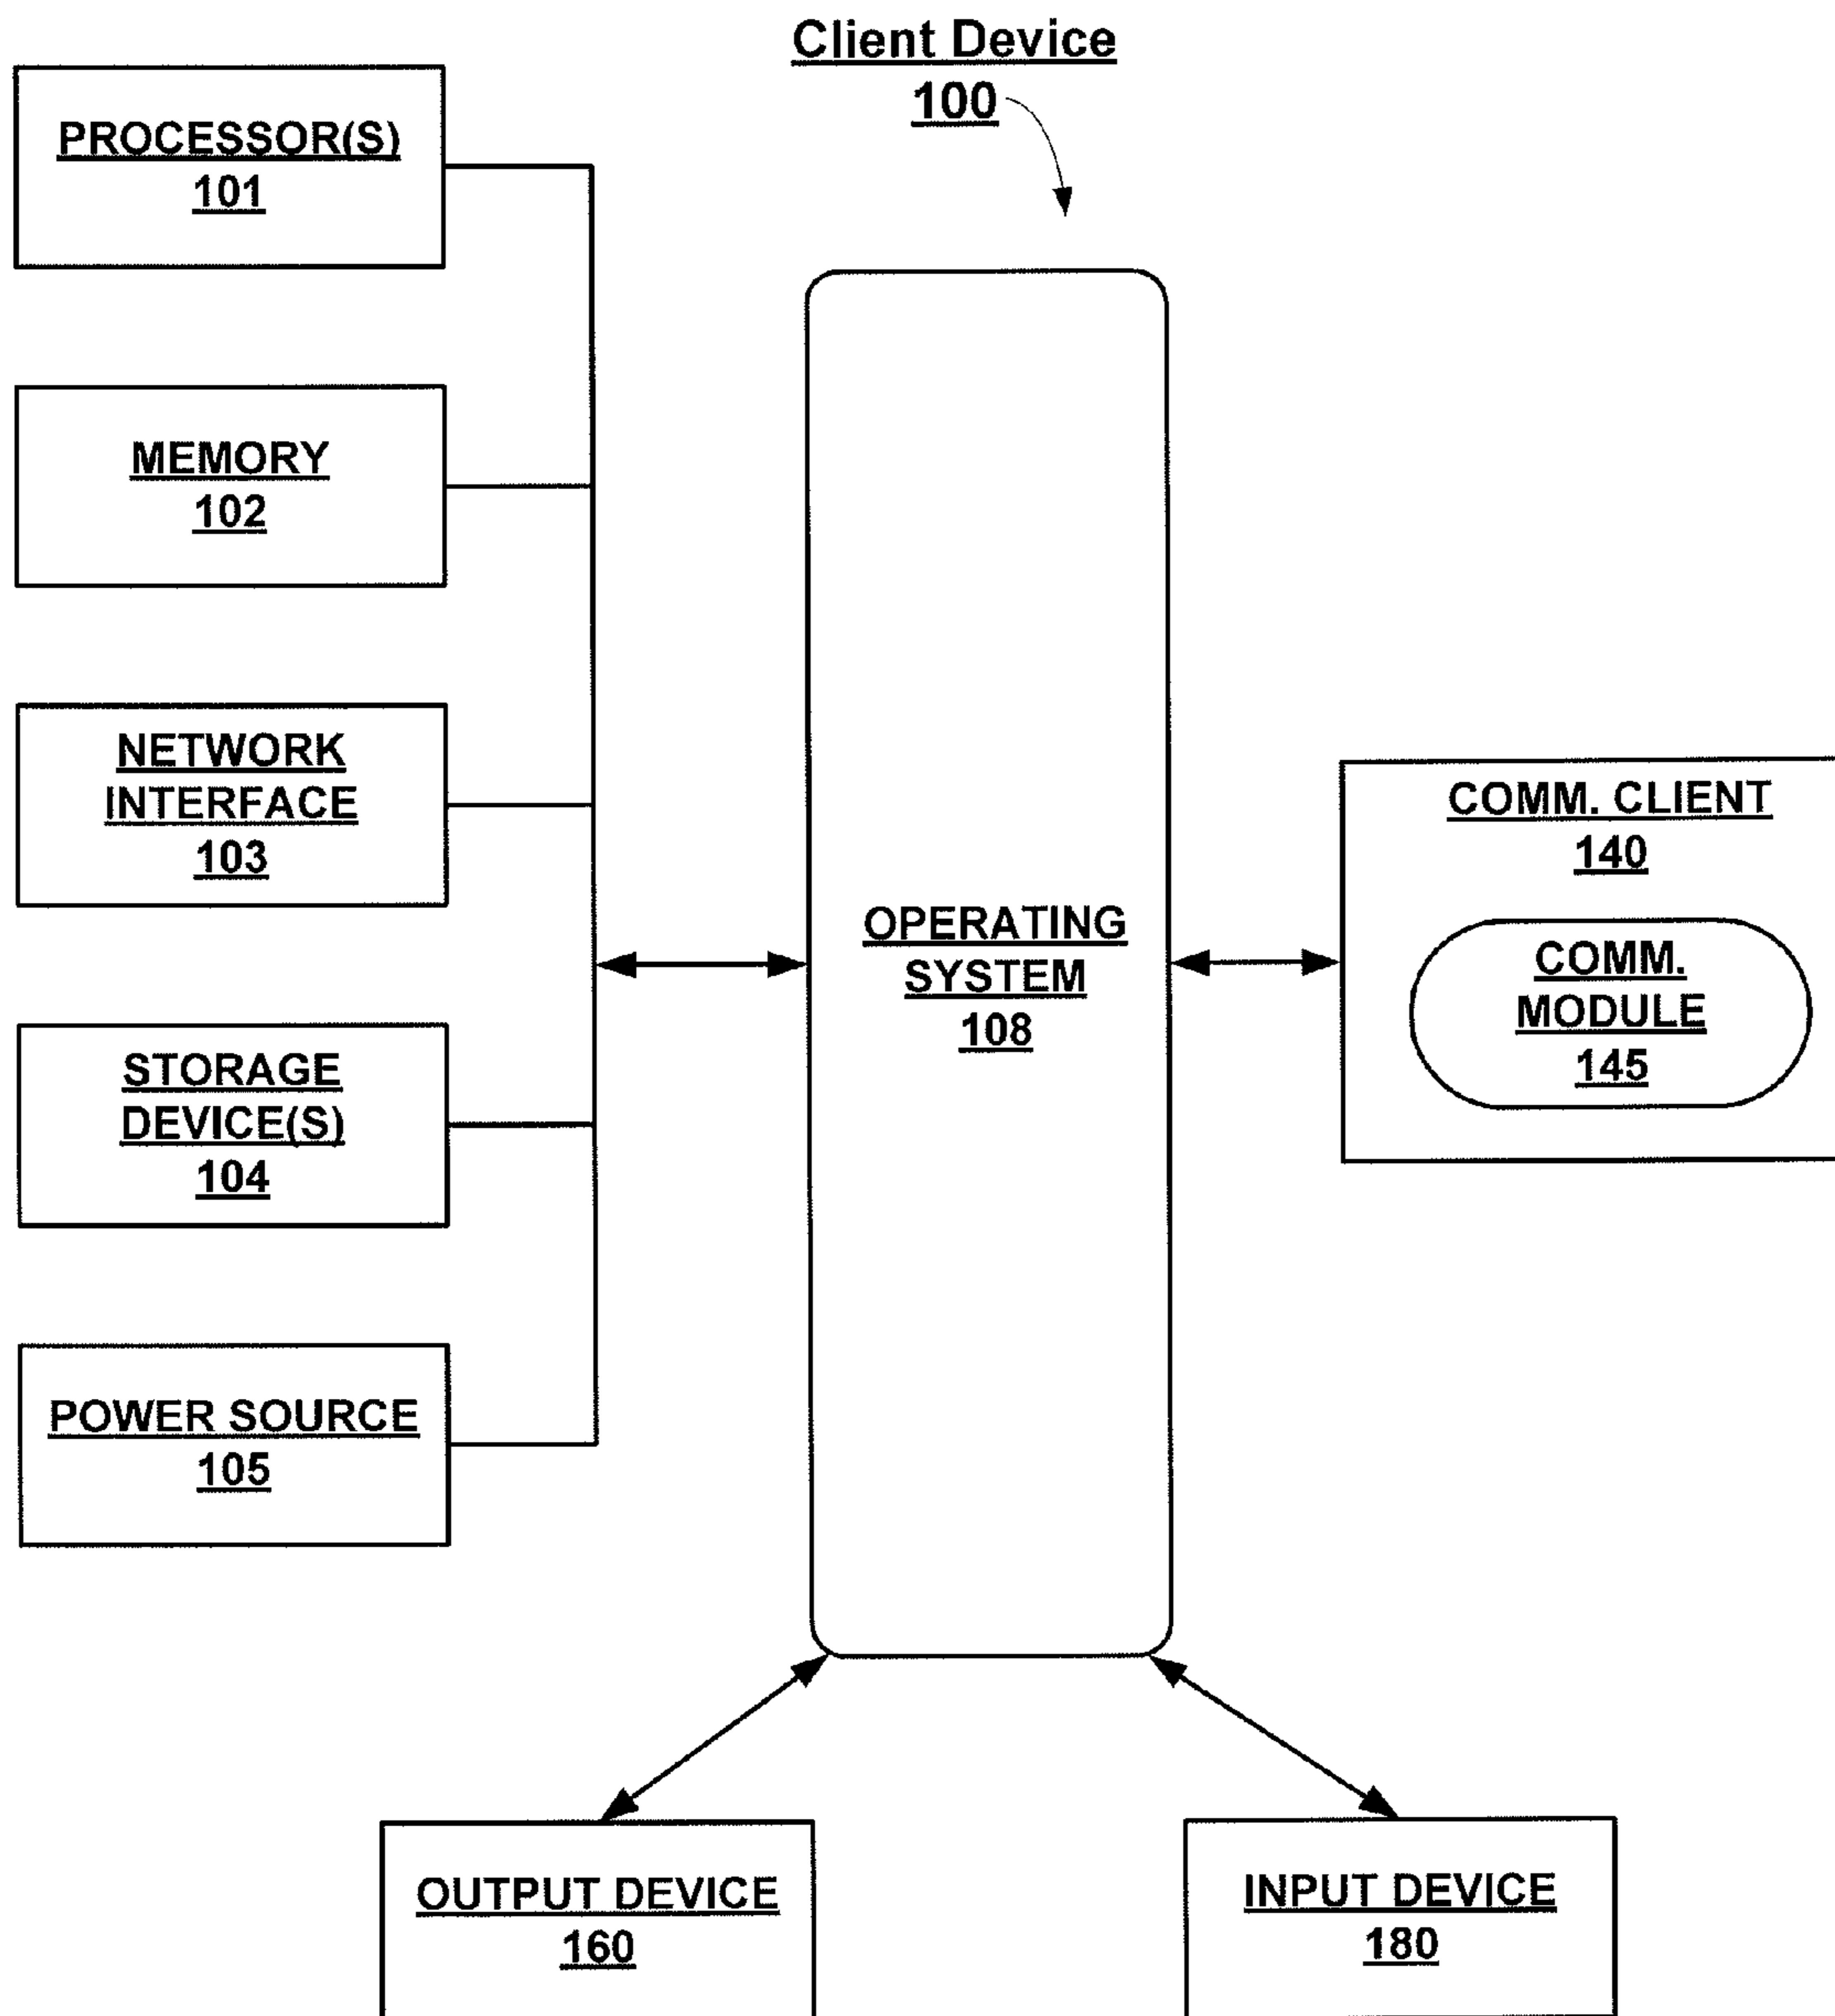 Client Device
100
PROCESSOR(S)
101
MEMORY
102
NETWORK
INTERFACE
103
STORAGE
DEVICE(S)
104
POWER SOURCE
105
OPERATING
SYSTEM
108
COMM. CLIENT
140
COMM.
MODULE
145
OUTPUT DEVICE
160
INPUT DEVICE
180